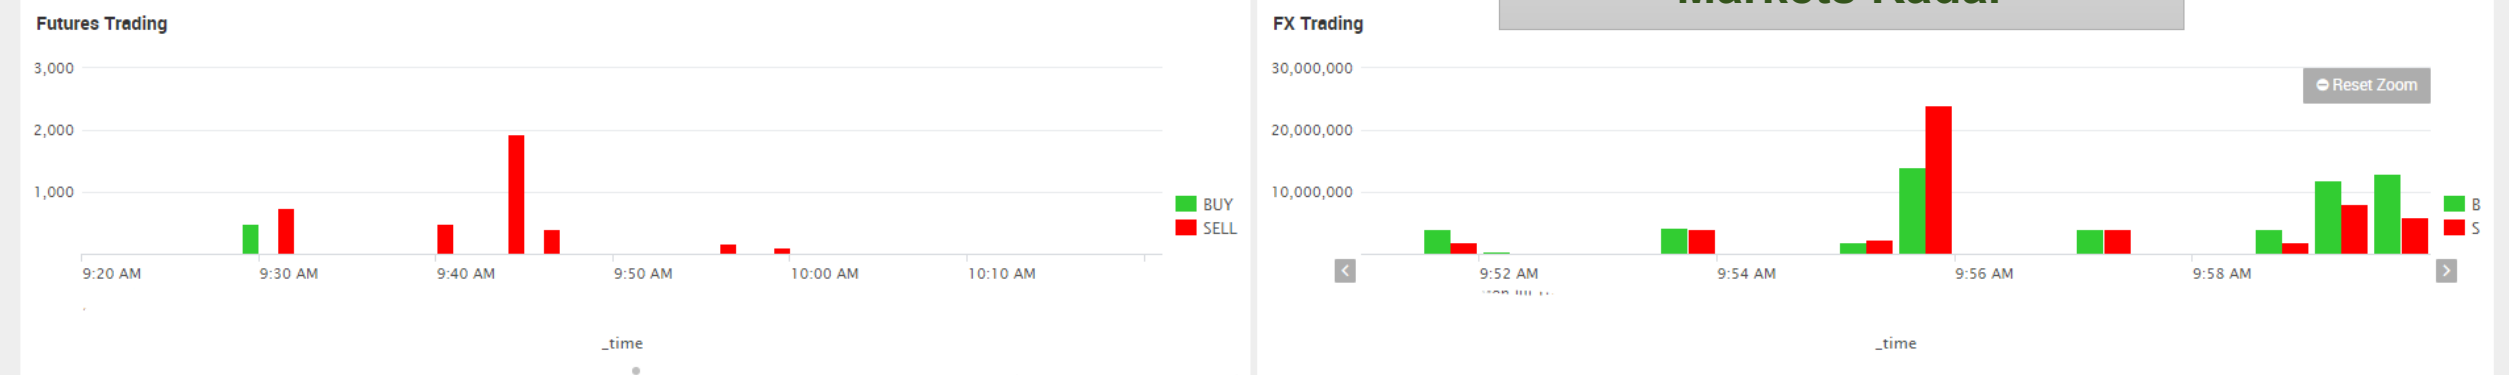 Futures Trading
3,000
2,000
1,000
BUY
SELL
9:20 AM
9:30 AM
9:40 AM
9:50 AM
10:00 AM
10:10 AM
_time
FX Trading
30,000,000
Reset Zoom
20,000,000
10,000,000
B
S
9:52 AM
9:54 AM
9:56 AM
9:58 AM
_time